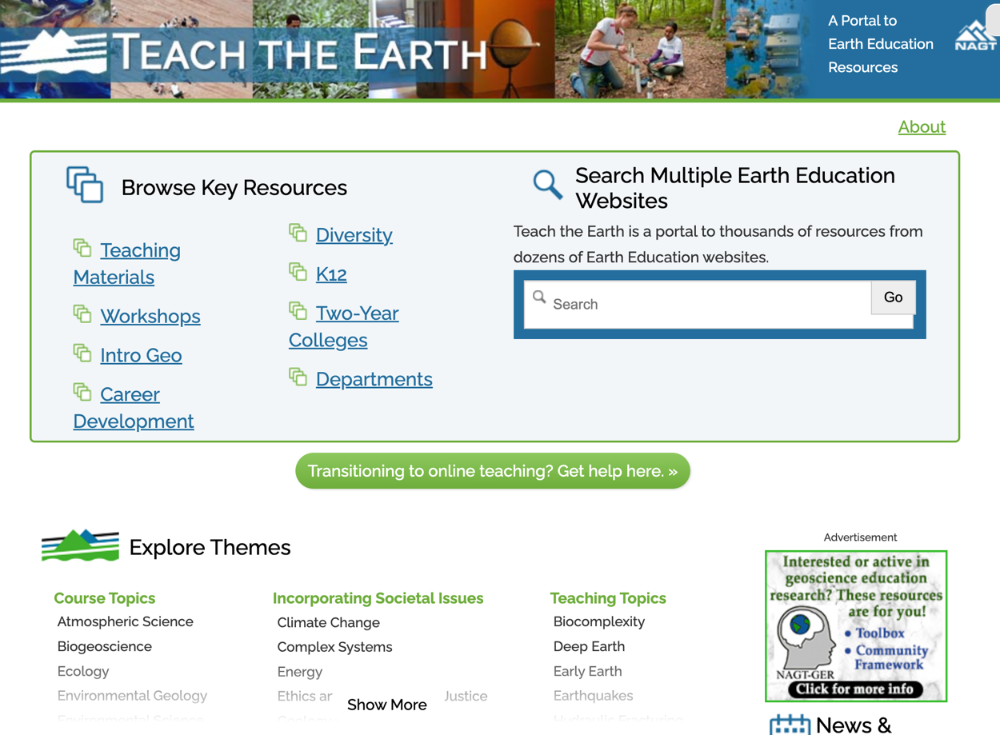 TEACH THE EARTH
A Portal to
Earth Education
Resources
NAGT
About
Browse Key Resources
Teaching
Materials
Workshops
Intro Geo
Career
Development
Diversity
K12
Two-Year
Colleges
Departments
Search Multiple Earth Education
Websites
Teach the Earth is a portal to thousands of resources from
dozens of Earth Education websites.
Search
Go
Transitioning to online teaching? Get help here. »
Explore Themes
Course Topics
Atmospheric Science
Biogeoscience
Ecology
Environmental Geology
Environmental Science
Incorporating Societal Issues
Climate Change
Complex Systems
Energy
Ethics ar Justice
Geology
Show More
Teaching Topics
Biocomplexity
Deep Earth
Early Earth
Earthquakes
Hydraulic Fracturing
Advertisement
Interested or active in
geoscience education
research? These resources
are for you!
• Toolbox
• Community
Framework
NAGT-GER
Click for more info
News &